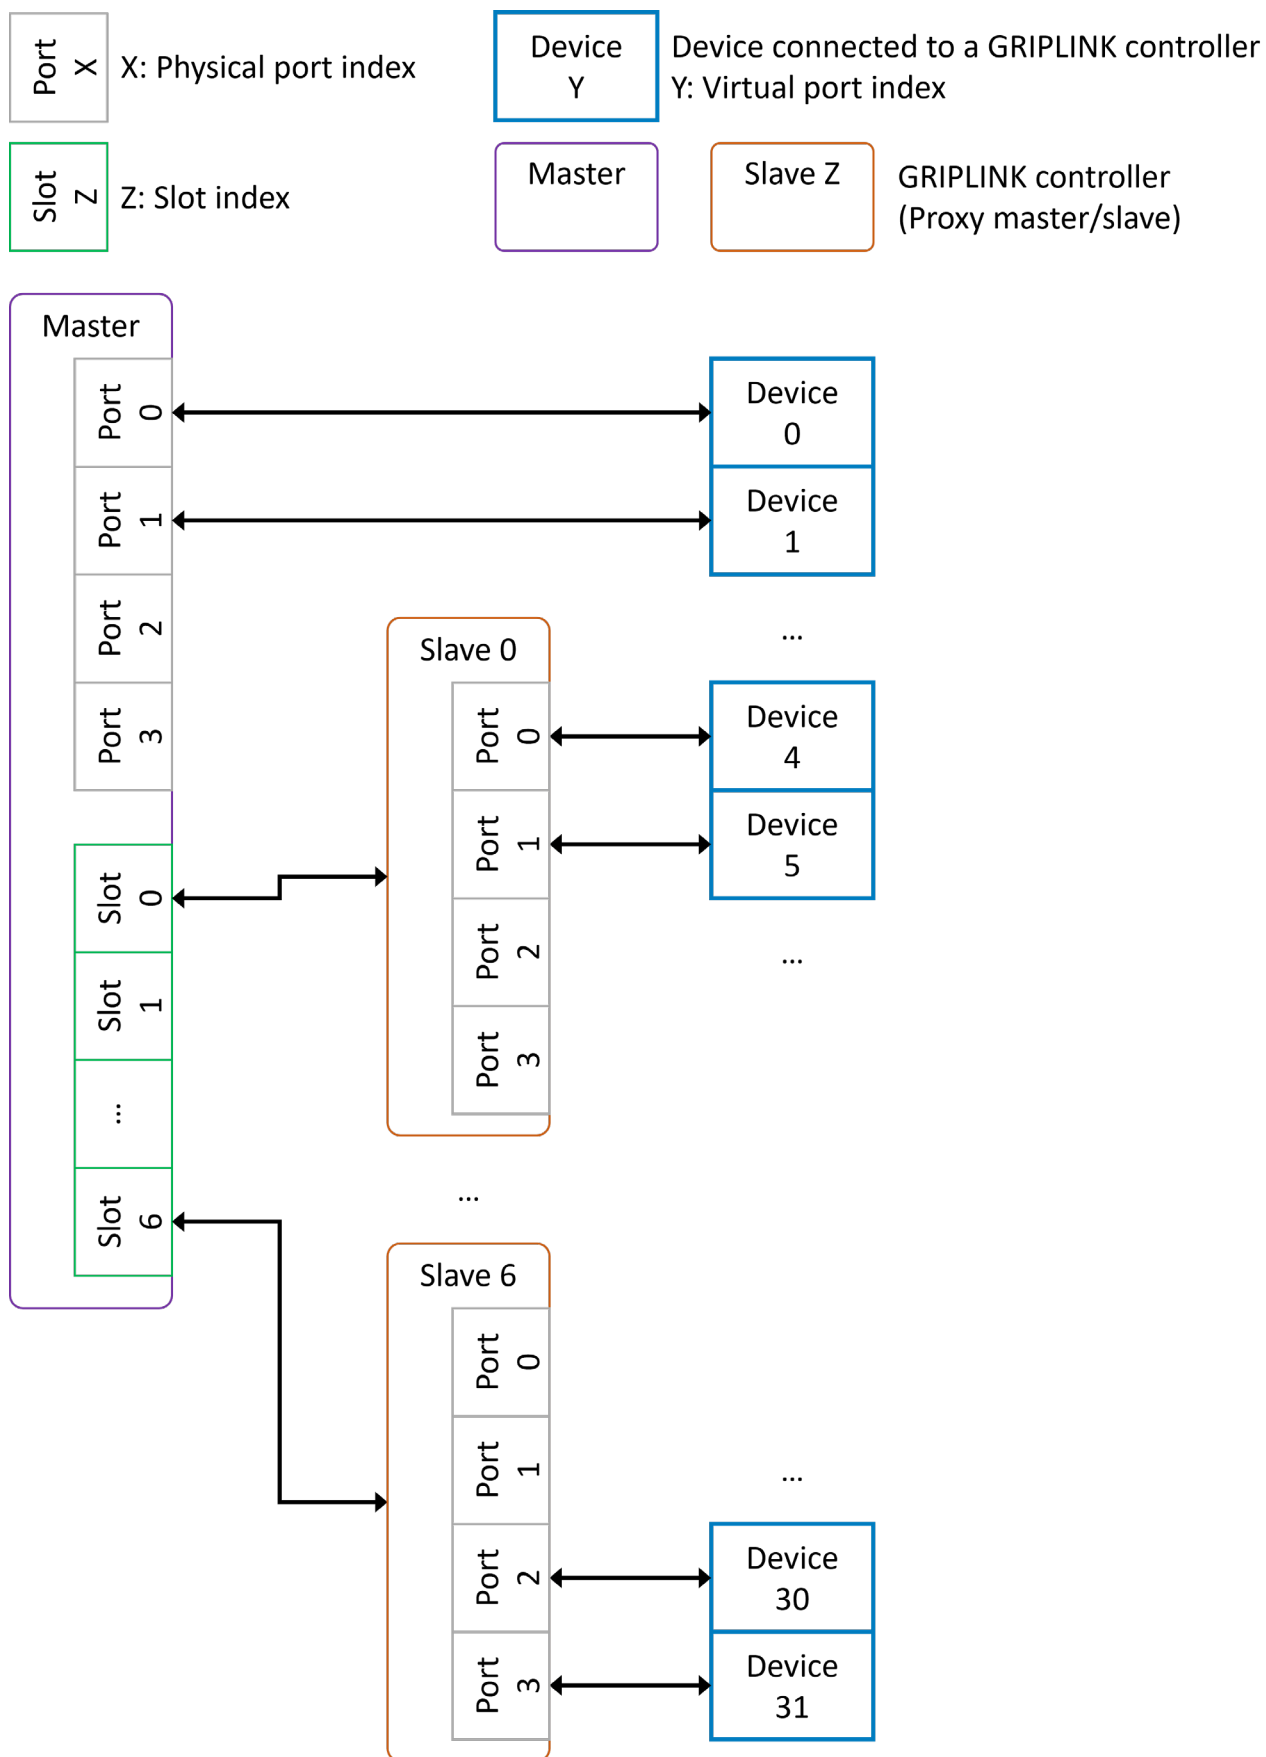 Port
X
X: Physical port index
Device
Y
Device connected to a GRIPLINK controller
Y: Virtual port index
Slot
Z
Z: Slot index
Master
Slave Z
GRIPLINK controller
(Proxy master/slave)
Master
Port
0
Port
1
Port
2
Port
3
Slot
0
Slot
1
...
Slot
6
Slave 0
Port
0
Port
1
Port
2
Port
3
...
Slave 6
Port
0
Port
1
Port
2
Port
3
Device
0
Device
1
...
Device
4
Device
5
...
...
Device
30
Device
31